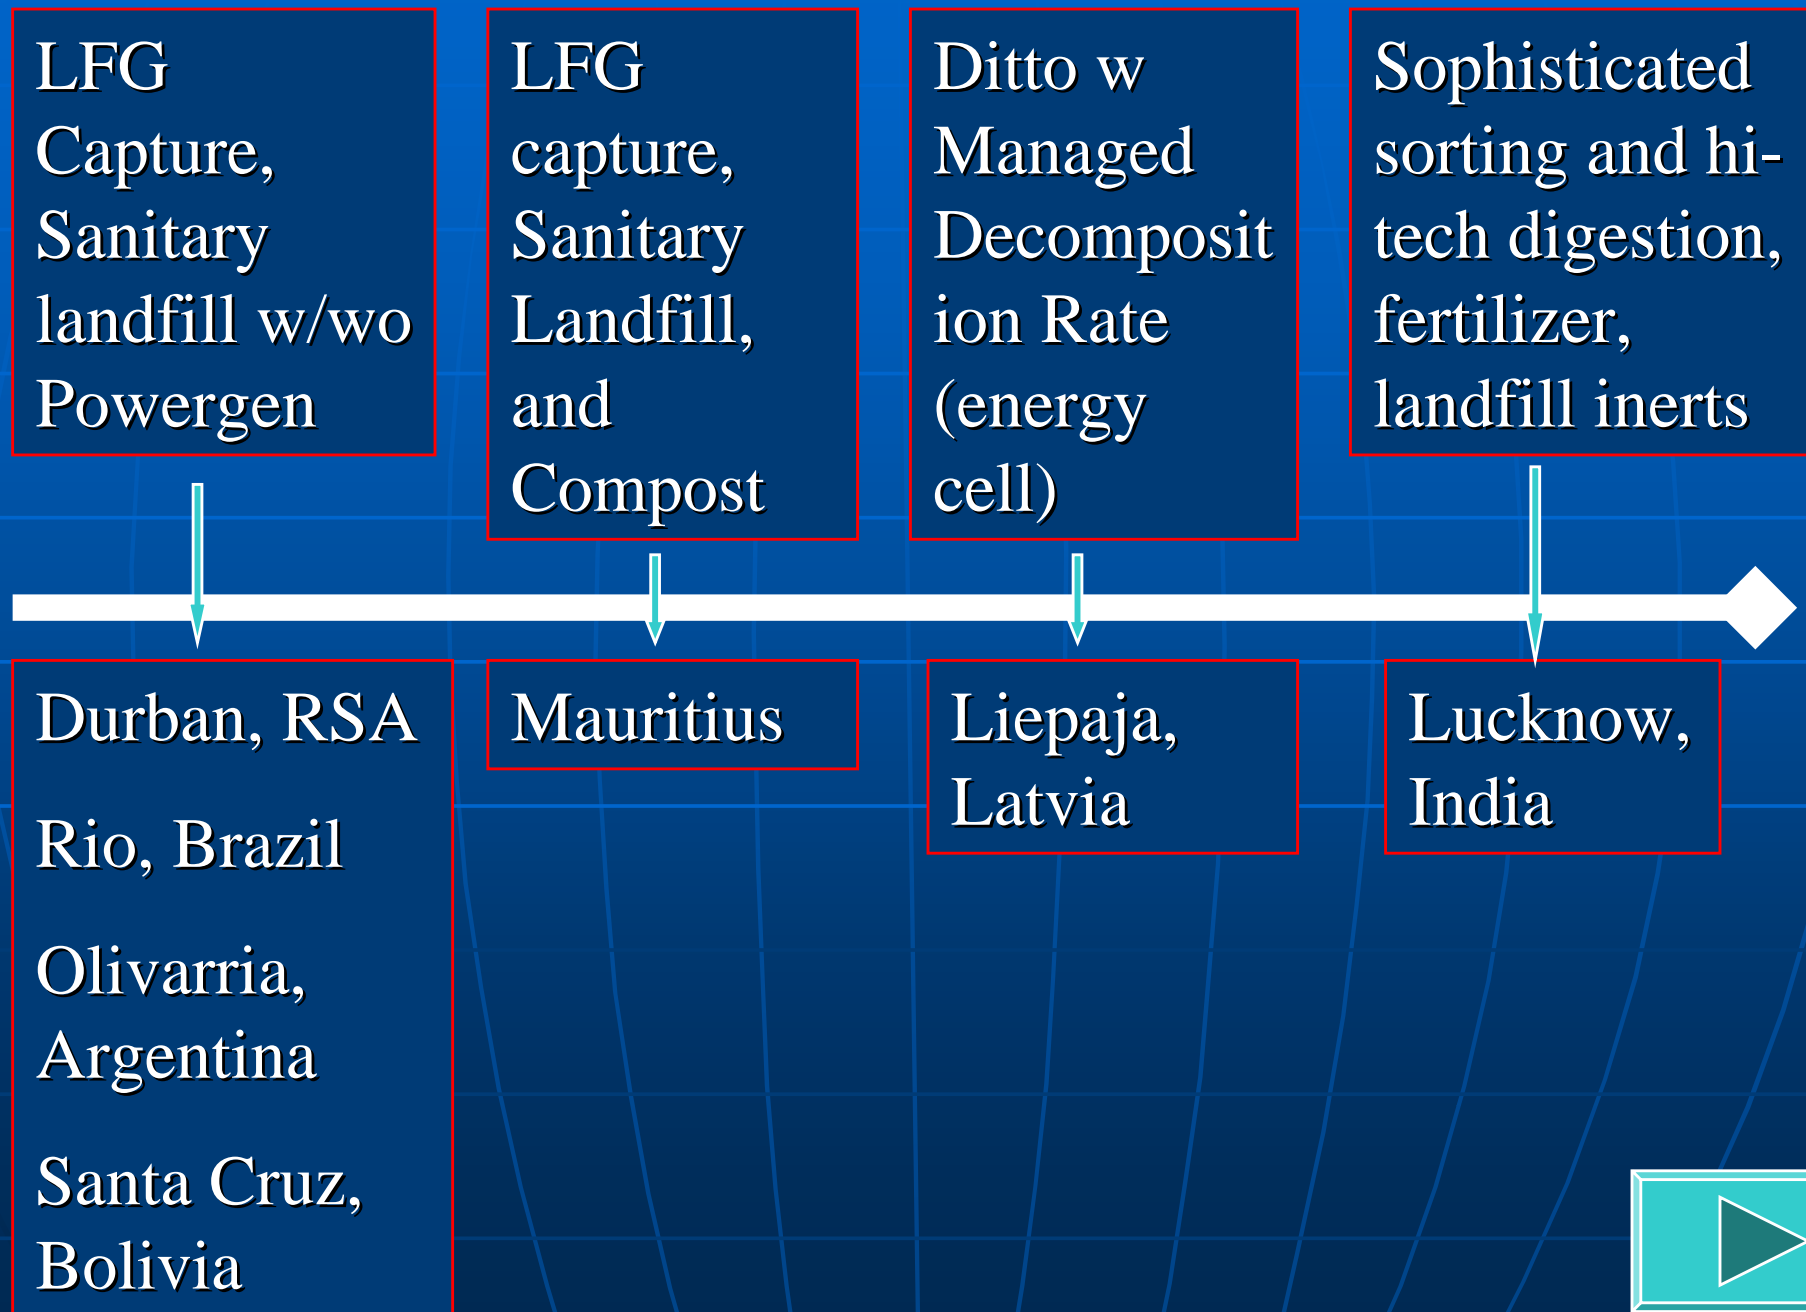 LFG
Capture,
Sanitary
landfill w/wo
Powergen
LFG
capture,
Sanitary
Landfill,
and
Compost
Ditto w
Managed
Decomposit
ion Rate
(energy
cell)
Sophisticated
sorting and hi-
tech digestion,
fertilizer,
landfill inerts
Durban, RSA
Rio, Brazil
Olivarria,
Argentina
Santa Cruz,
Bolivia
Mauritius
Liepaja,
Latvia
Lucknow,
India